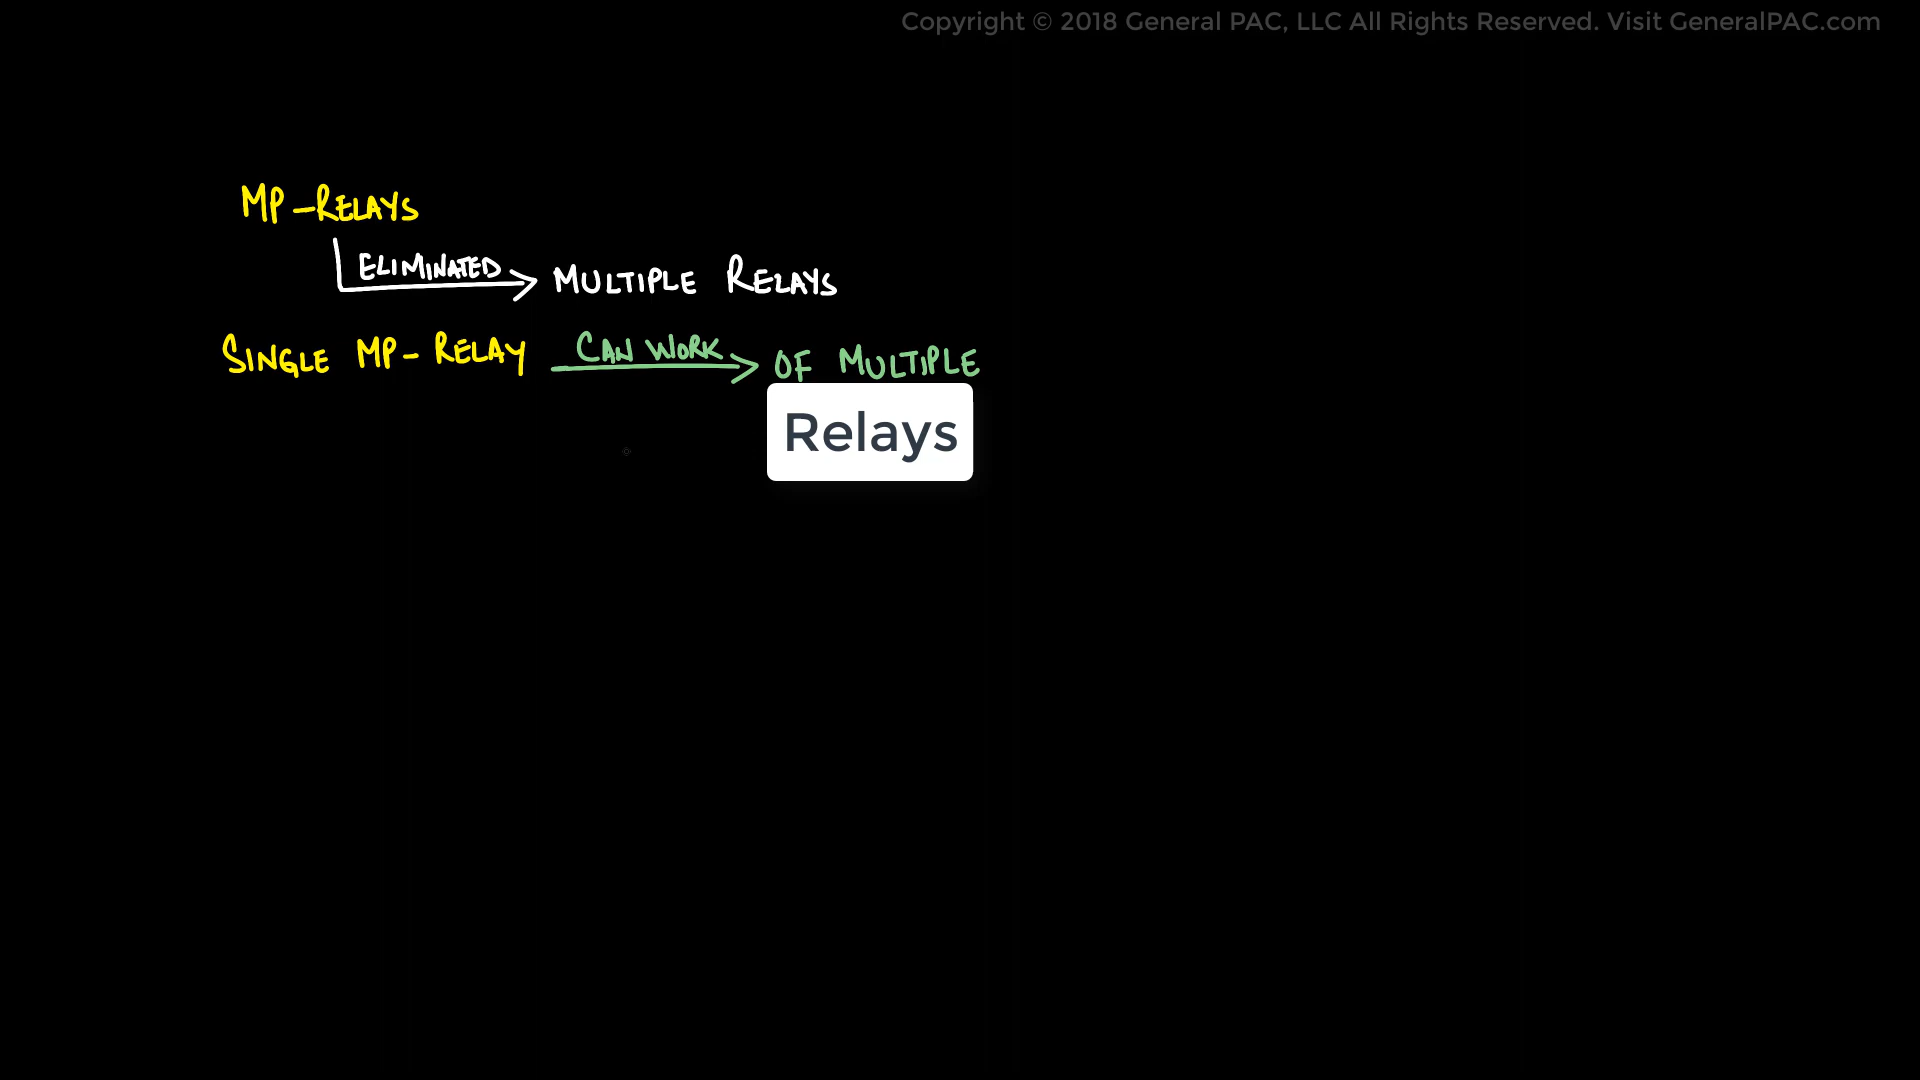 Copyright © 2018 General PAC, LLC All Rights Reserved. Visit GeneralPAC.com
MP-RELAYS
ELIMINATED
MULTIPLE RELAYS
SINGLE MP-RELAY CAN WORK OF MULTIPLE
Relays